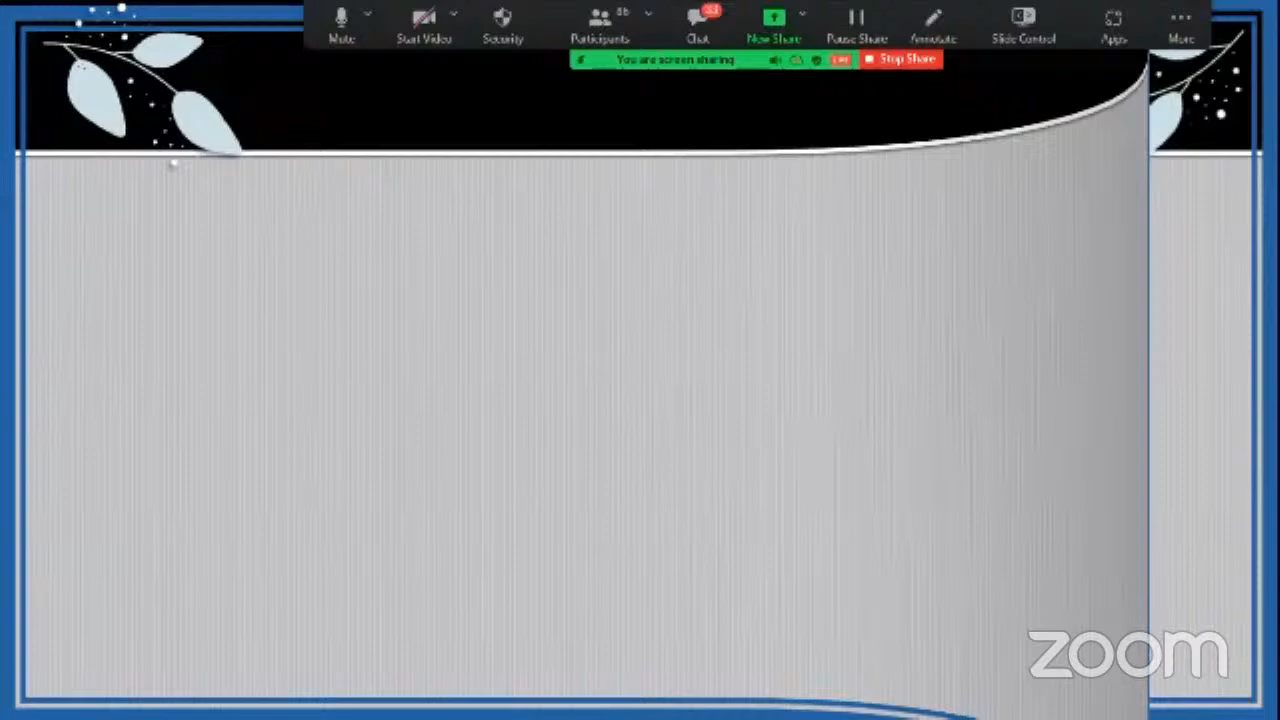 Mute
Start Video
Security
Participants
Chat
New Share
Pause Share
Annotate
Slide Control
Apps
More
You are screen sharing
Stop Share
zoom